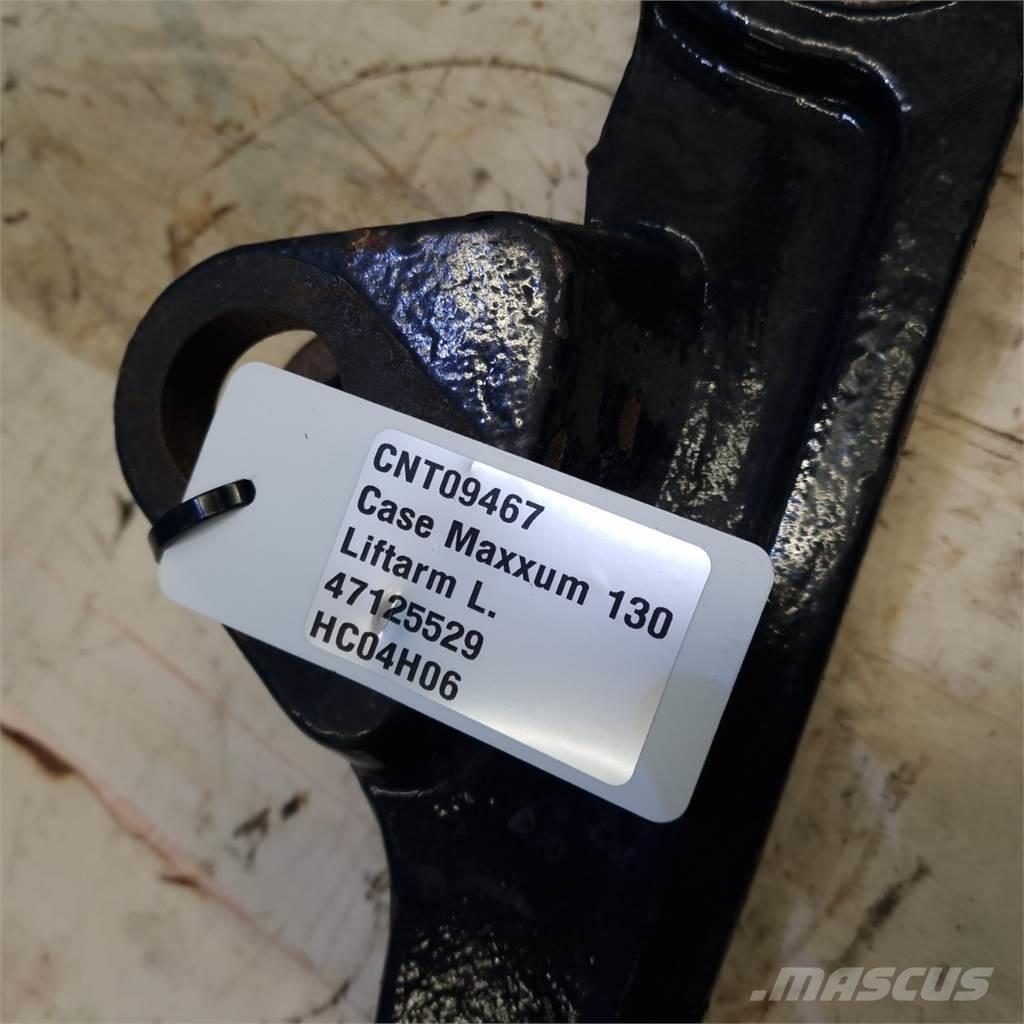 CNT09467
Case Maxxum 130
Liftarm L.
47125529
HC04H06
.MASCUS